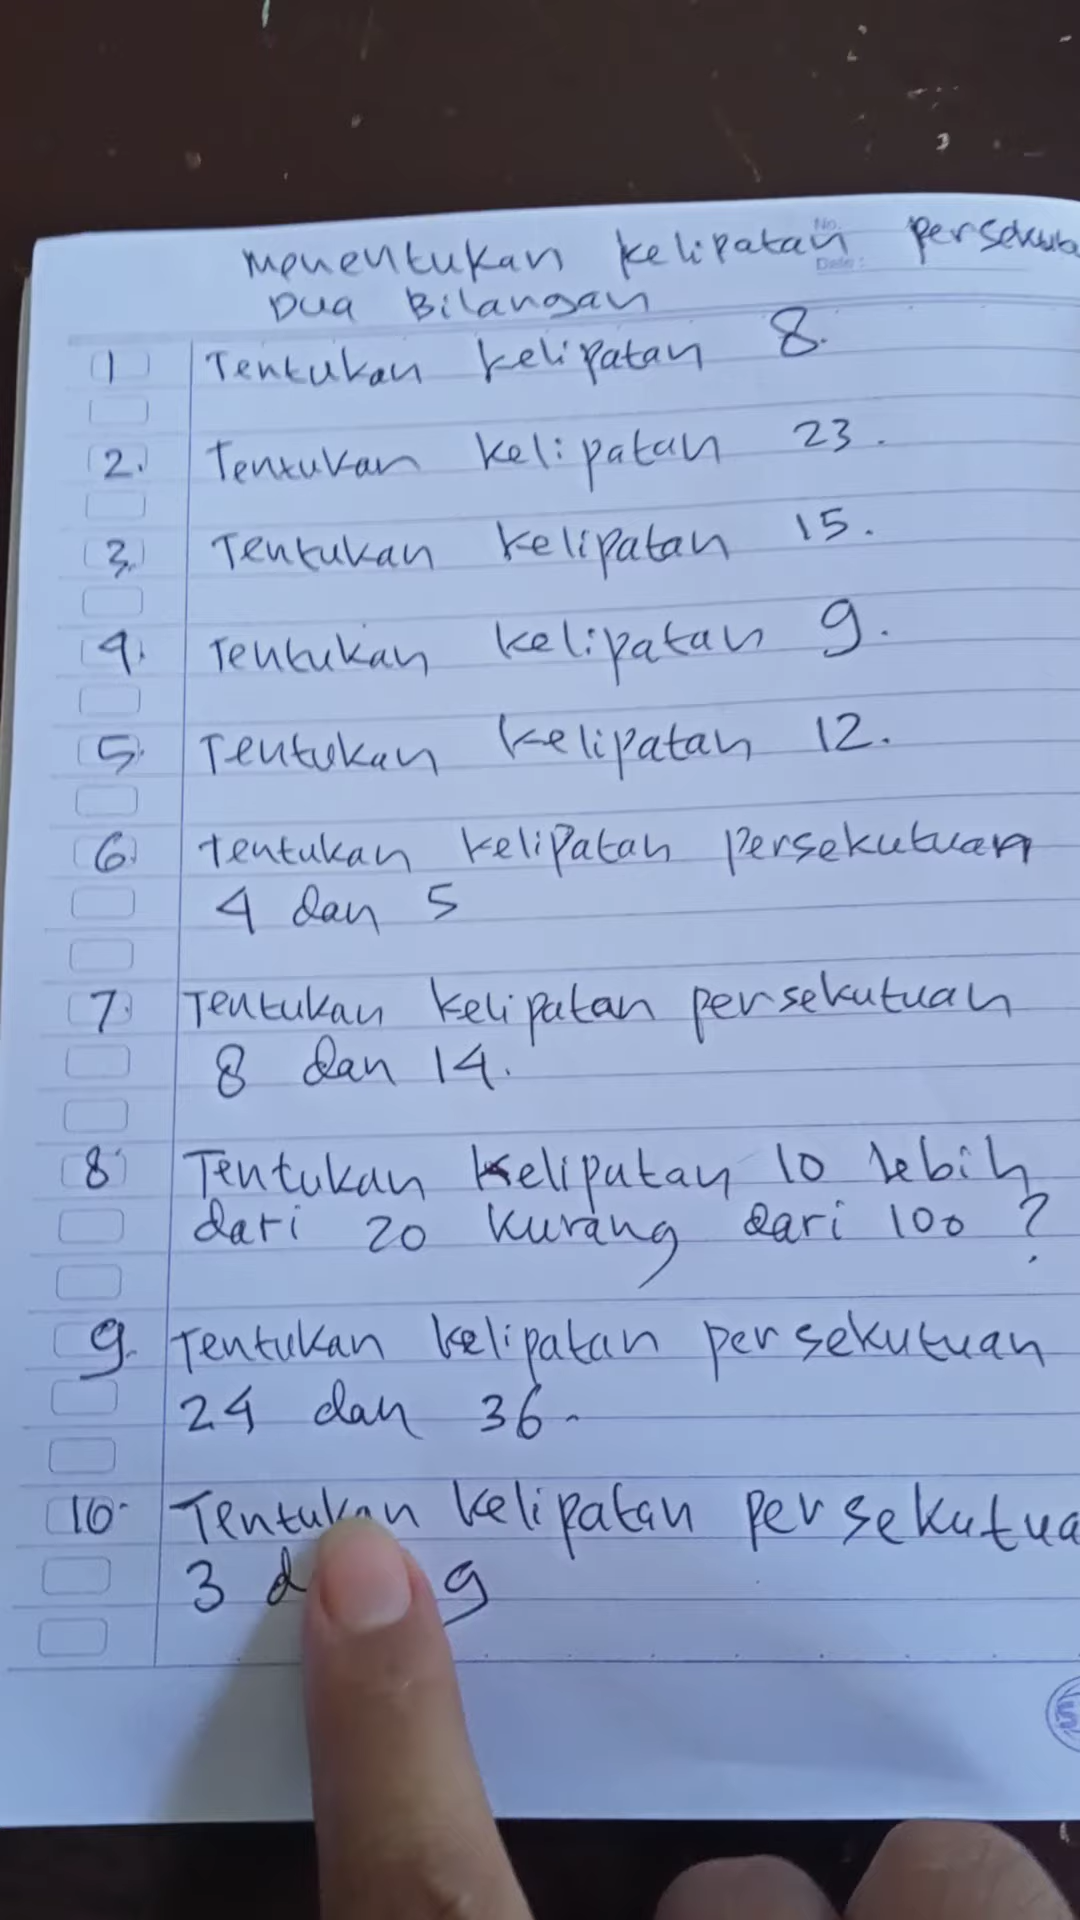 Menentukan kelipatan
Dua Bilangan
No.
Date:
1 Tentukan kelipatan 8.
2. Tentukan kelipatan 23.
3. Tentukan kelipatan 15.
4. Tentukan kelipatan 9.
5. Tentukan kelipatan 12.
6. tentukan kelipatan persekutuan
4 dan 5
7. Tentukan kelipatan persekutuan
8 dan 14.
8. Tentukan kelipatan 10 lebih
dari 20 kurang dari 100 ?
9. Tentukan kelipatan persekutuan
24 dan 36.
10. Tentukan kelipatan
3 9